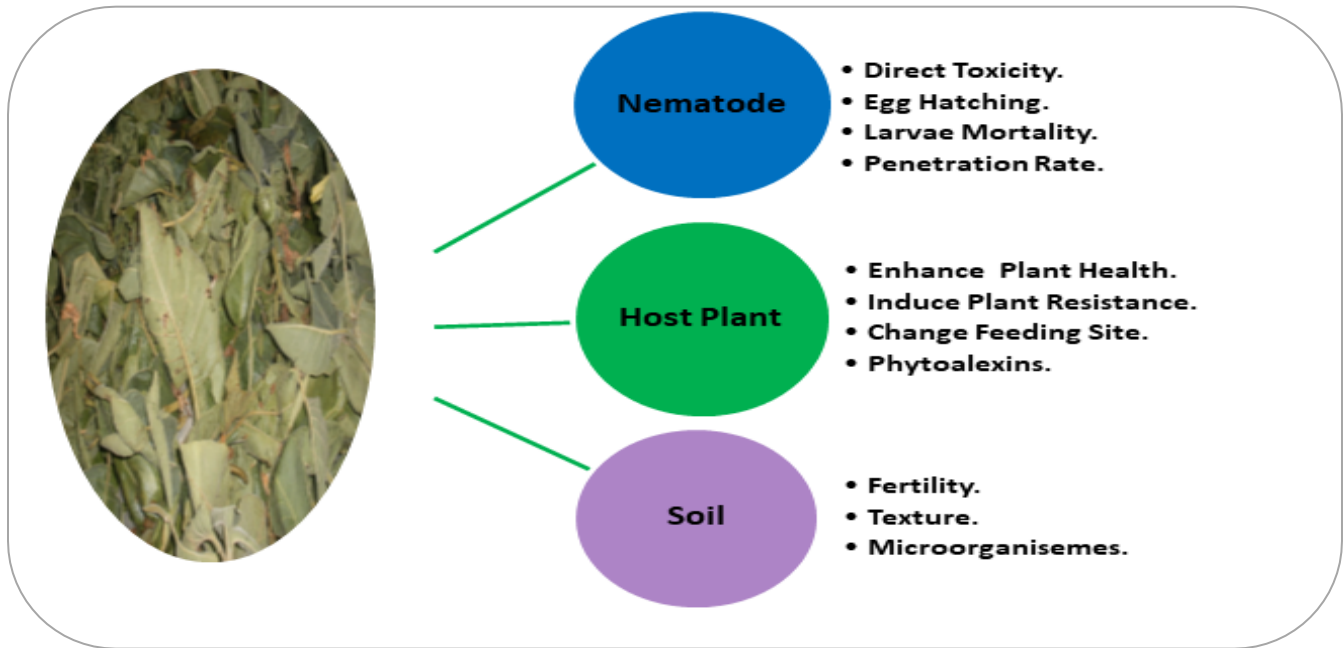 Nematode
• Direct Toxicity.
• Egg Hatching.
• Larvae Mortality.
• Penetration Rate.
Host Plant
• Enhance  Plant Health.
• Induce Plant Resistance.
• Change Feeding Site.
• Phytoalexins.
Soil
• Fertility.
• Texture.
• Microorganisemes.